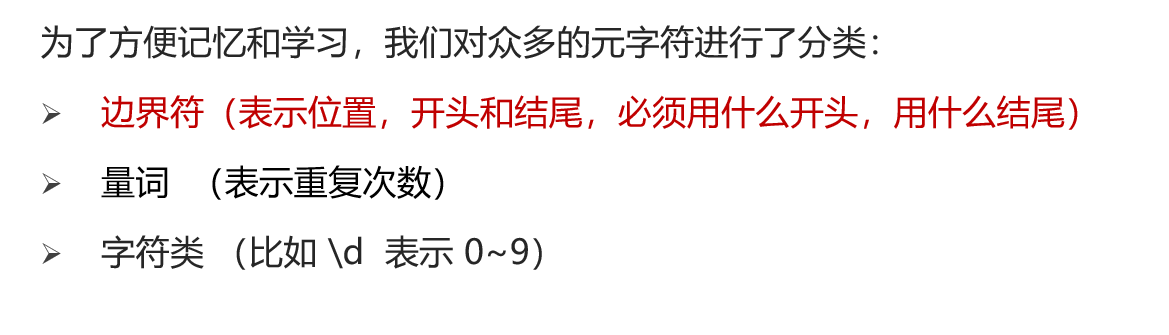 为了方便记忆和学习，我们对众多的元字符进行了分类：
➢ 边界符（表示位置，开头和结尾，必须用什么开头，用什么结尾）
➢ 量词 （表示重复次数）
➢ 字符类 （比如 \d 表示 0~9）